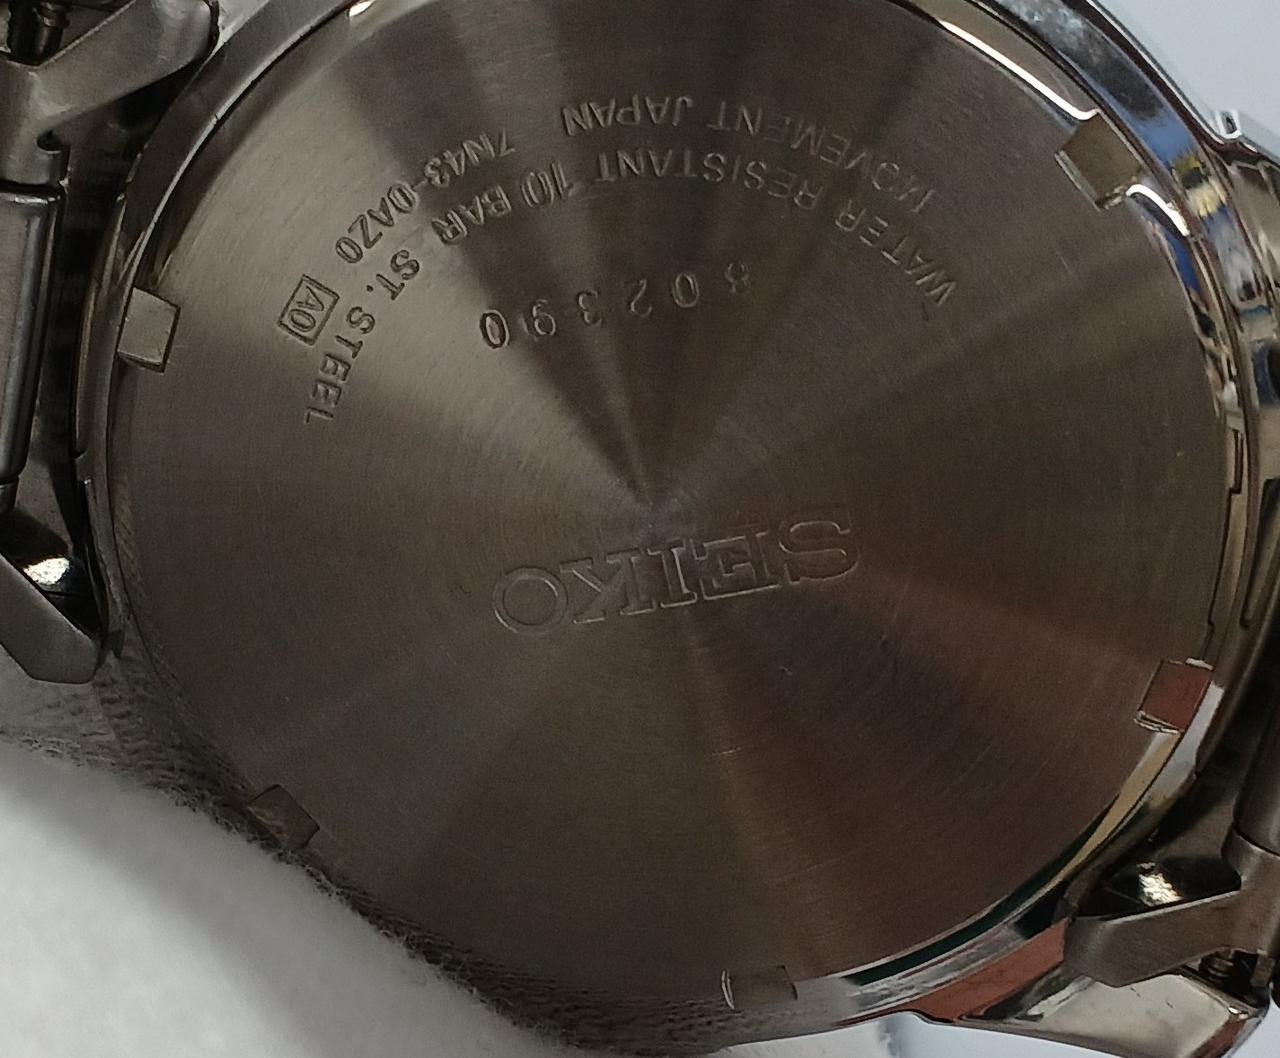 SEIKO
802390
WATER RESISTANT 10 BAR ST. STEEL
MOVEMENT JAPAN 7N43-0AZ0 A0